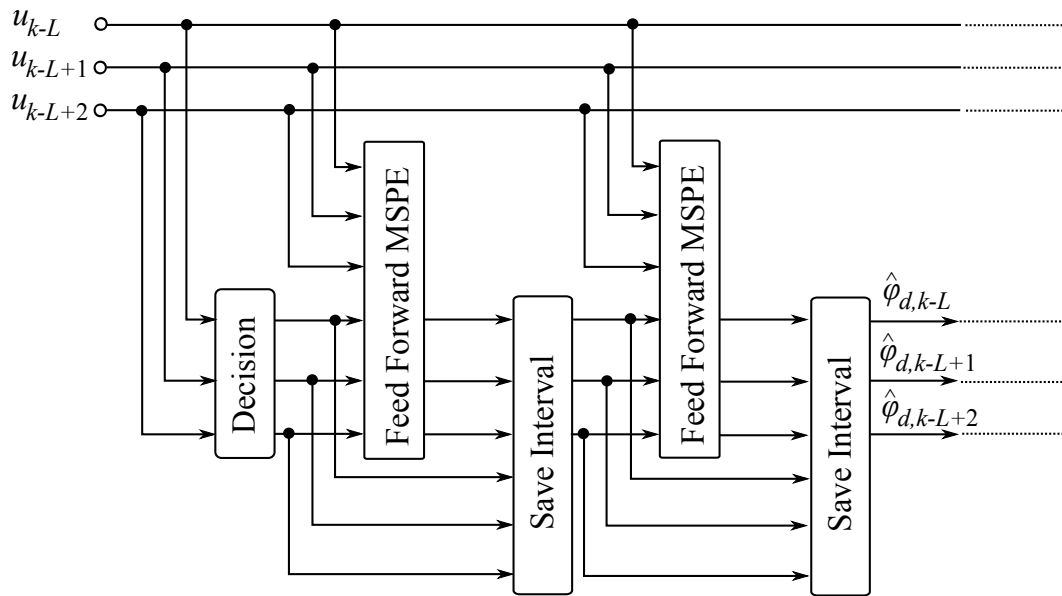 u_{k-L}
u_{k-L+1}
u_{k-L+2}
Decision
Feed Forward MSPE
Save Interval
Feed Forward MSPE
Save Interval
φ̂_{d,k-L}
φ̂_{d,k-L+1}
φ̂_{d,k-L+2}